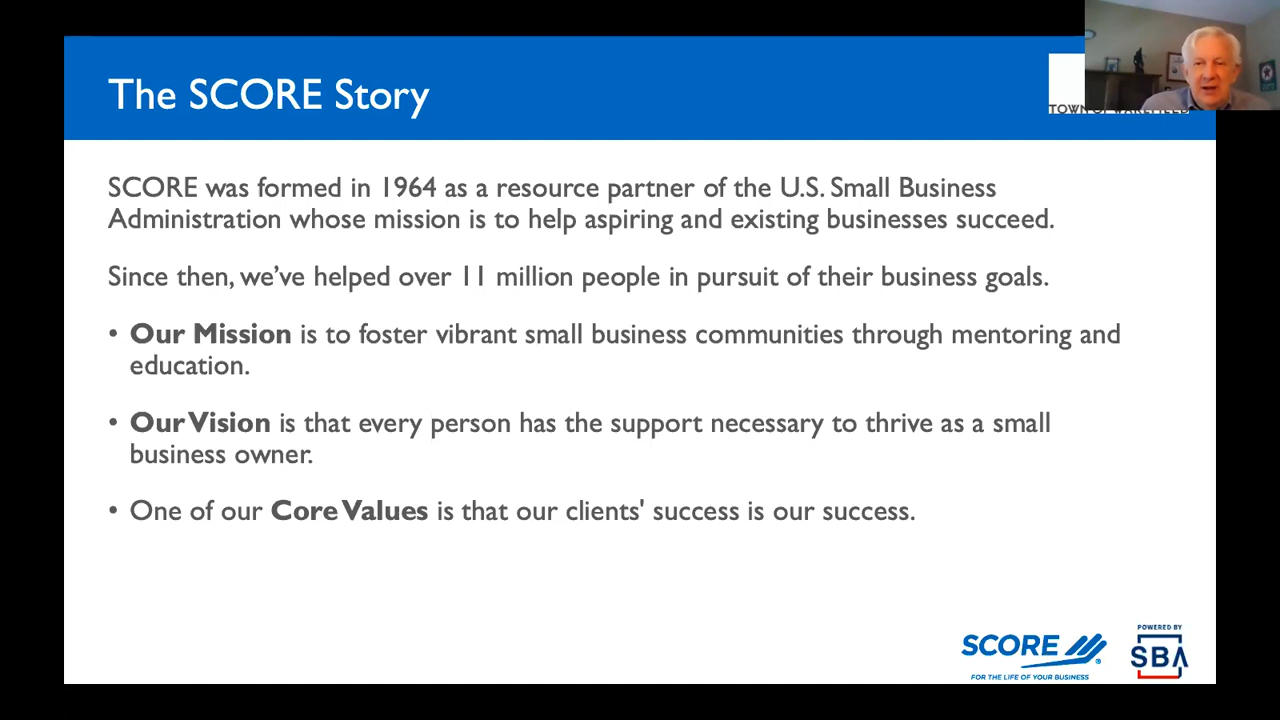 The SCORE Story
TOWN OF WAKEFIELD
SCORE was formed in 1964 as a resource partner of the U.S. Small Business
Administration whose mission is to help aspiring and existing businesses succeed.
Since then, we've helped over 11 million people in pursuit of their business goals.
• Our Mission is to foster vibrant small business communities through mentoring and
education.
• Our Vision is that every person has the support necessary to thrive as a small
business owner.
• One of our Core Values is that our clients' success is our success.
SCORE
FOR THE LIFE OF YOUR BUSINESS
POWERED BY
SBA